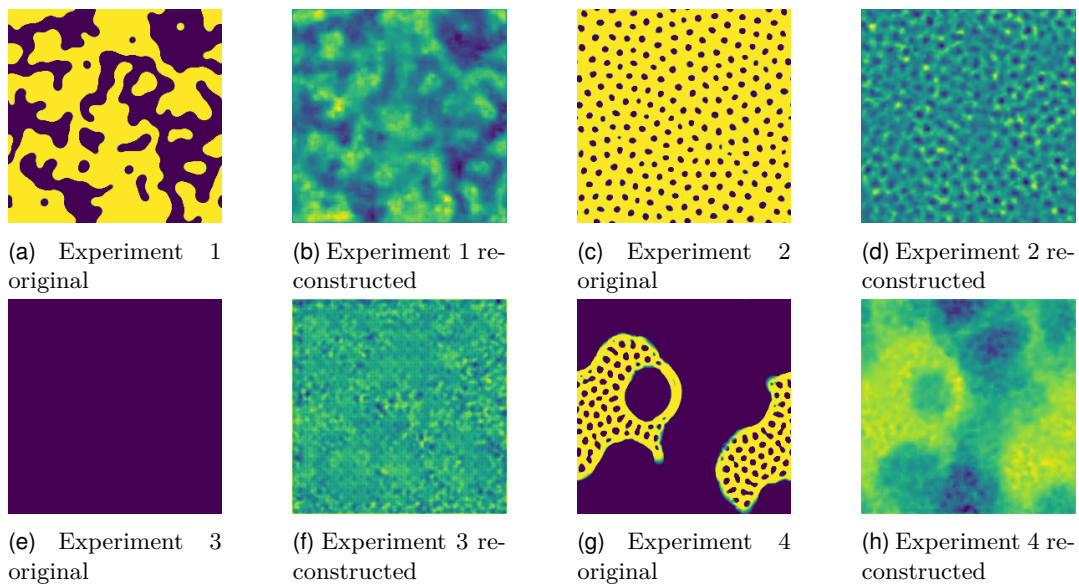 (a) Experiment 1
original
(b) Experiment 1 re-
constructed
(c) Experiment 2
original
(d) Experiment 2 re-
constructed
(e) Experiment 3
original
(f) Experiment 3 re-
constructed
(g) Experiment 4
original
(h) Experiment 4 re-
constructed